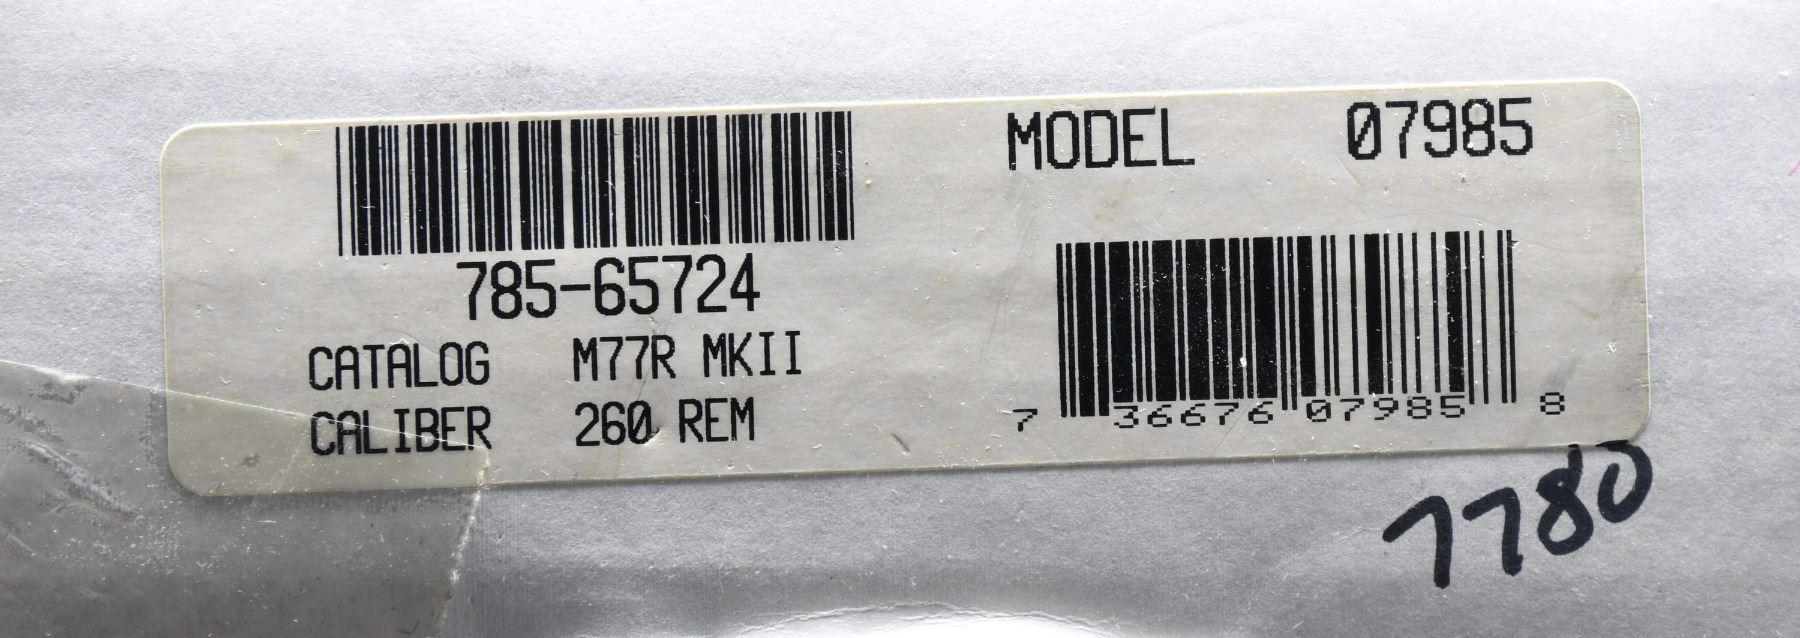 785-65724
CATALOG M77R MKII
CALIBER 260 REM
MODEL 07985
7 36676 07985 8
7780